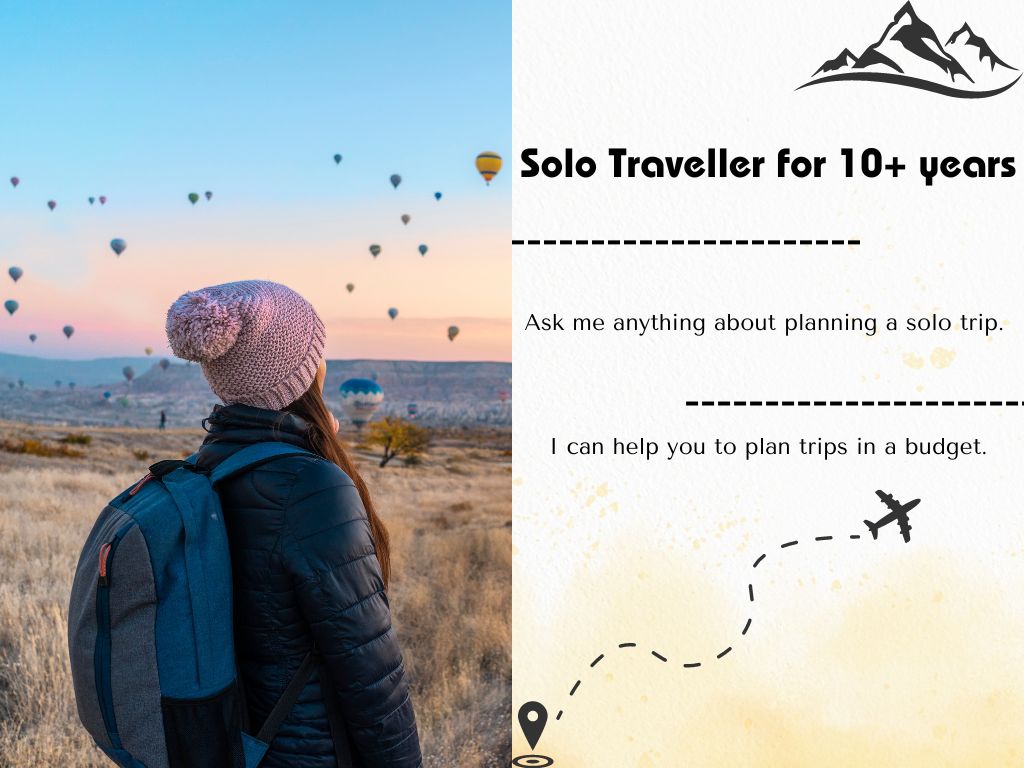 Solo Traveller for 10+ years
Ask me anything about planning a solo trip.
I can help you to plan trips in a budget.